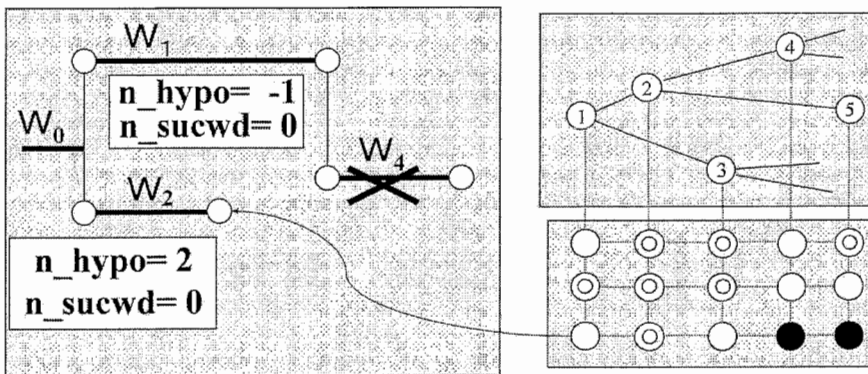 W₁
n_hypo= -1
n_sucwd= 0
W₀
W₄
W₂
n_hypo= 2
n_sucwd= 0
4
2
5
1
3